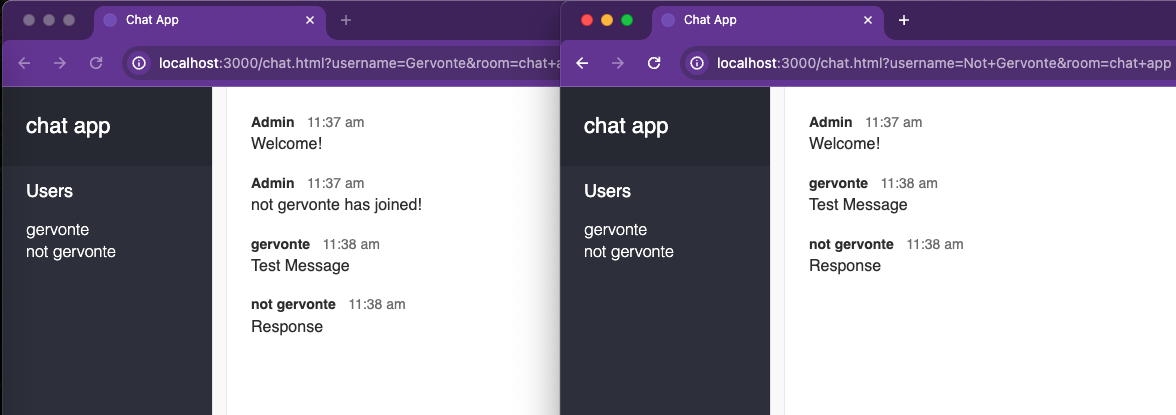 Chat App
localhost:3000/chat.html?username=Gervonte&room=chat+a
chat app
Users
gervonte
not gervonte
Admin 11:37 am
Welcome!
Admin 11:37 am
not gervonte has joined!
gervonte 11:38 am
Test Message
not gervonte 11:38 am
Response
Chat App
localhost:3000/chat.html?username=Not+Gervonte&room=chat+app
chat app
Users
gervonte
not gervonte
Admin 11:37 am
Welcome!
gervonte 11:38 am
Test Message
not gervonte 11:38 am
Response